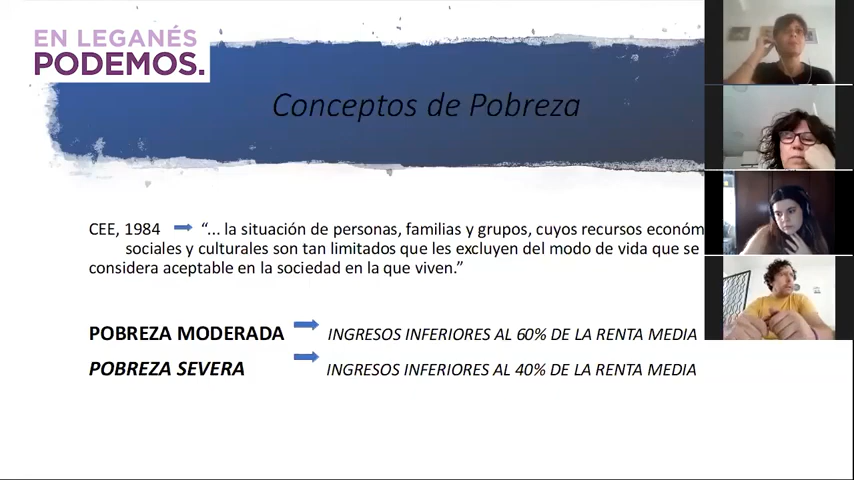 EN LEGANÉS
PODEMOS.
Conceptos de Pobreza
CEE, 1984 “... la situación de personas, familias y grupos, cuyos recursos económ
sociales y culturales son tan limitados que les excluyen del modo de vida que se
considera aceptable en la sociedad en la que viven.”
POBREZA MODERADA INGRESOS INFERIORES AL 60% DE LA RENTA MEDIA
POBREZA SEVERA INGRESOS INFERIORES AL 40% DE LA RENTA MEDIA